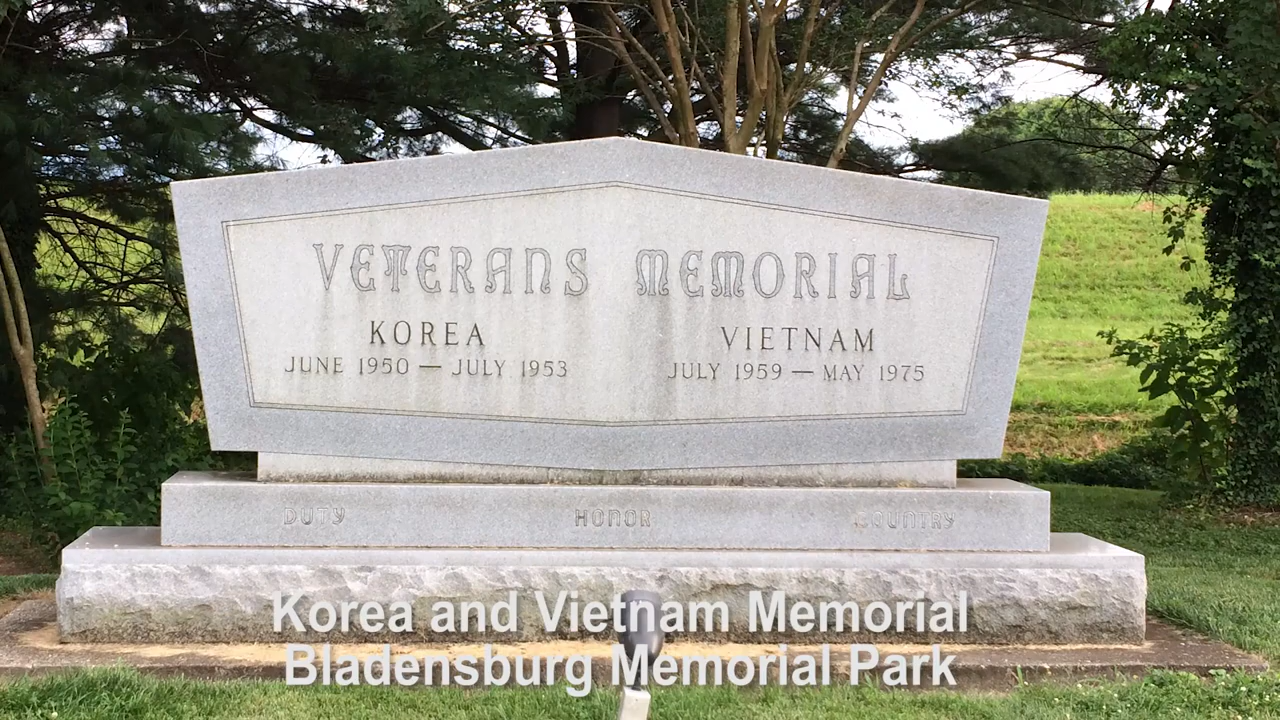 VETERANS MEMORIAL
KOREA VIETNAM
JUNE 1950 — JULY 1953 JULY 1959 — MAY 1975
DUTY HONOR COUNTRY
Korea and Vietnam Memorial
Bladensburg Memorial Park